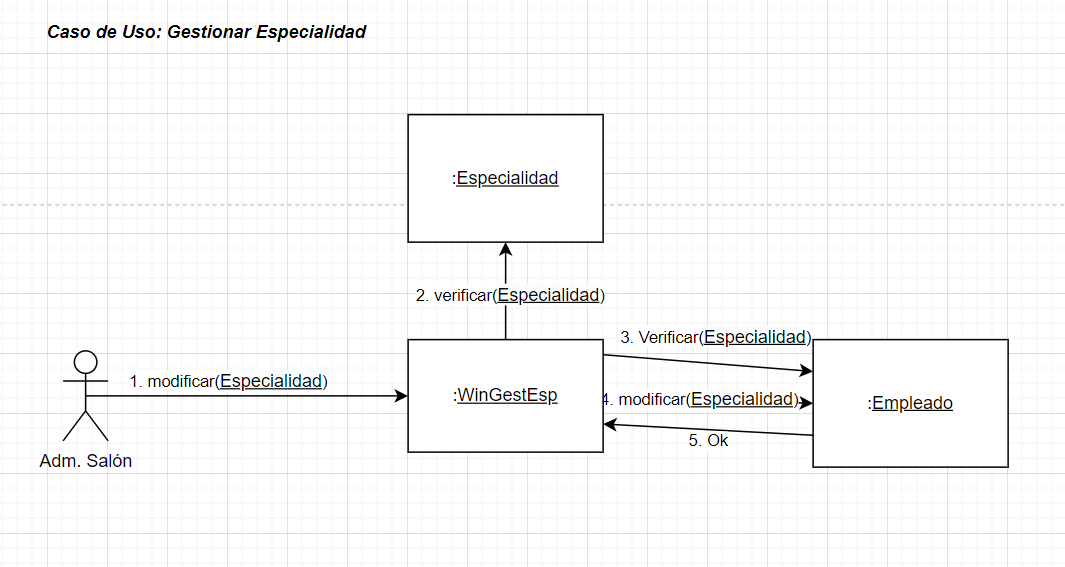 Caso de Uso: Gestionar Especialidad
:Especialidad
2. verificar(Especialidad)
3. Verificar(Especialidad)
1. modificar(Especialidad)
:WinGestEsp
4. modificar(Especialidad)
:Empleado
5. Ok
Adm. Salón